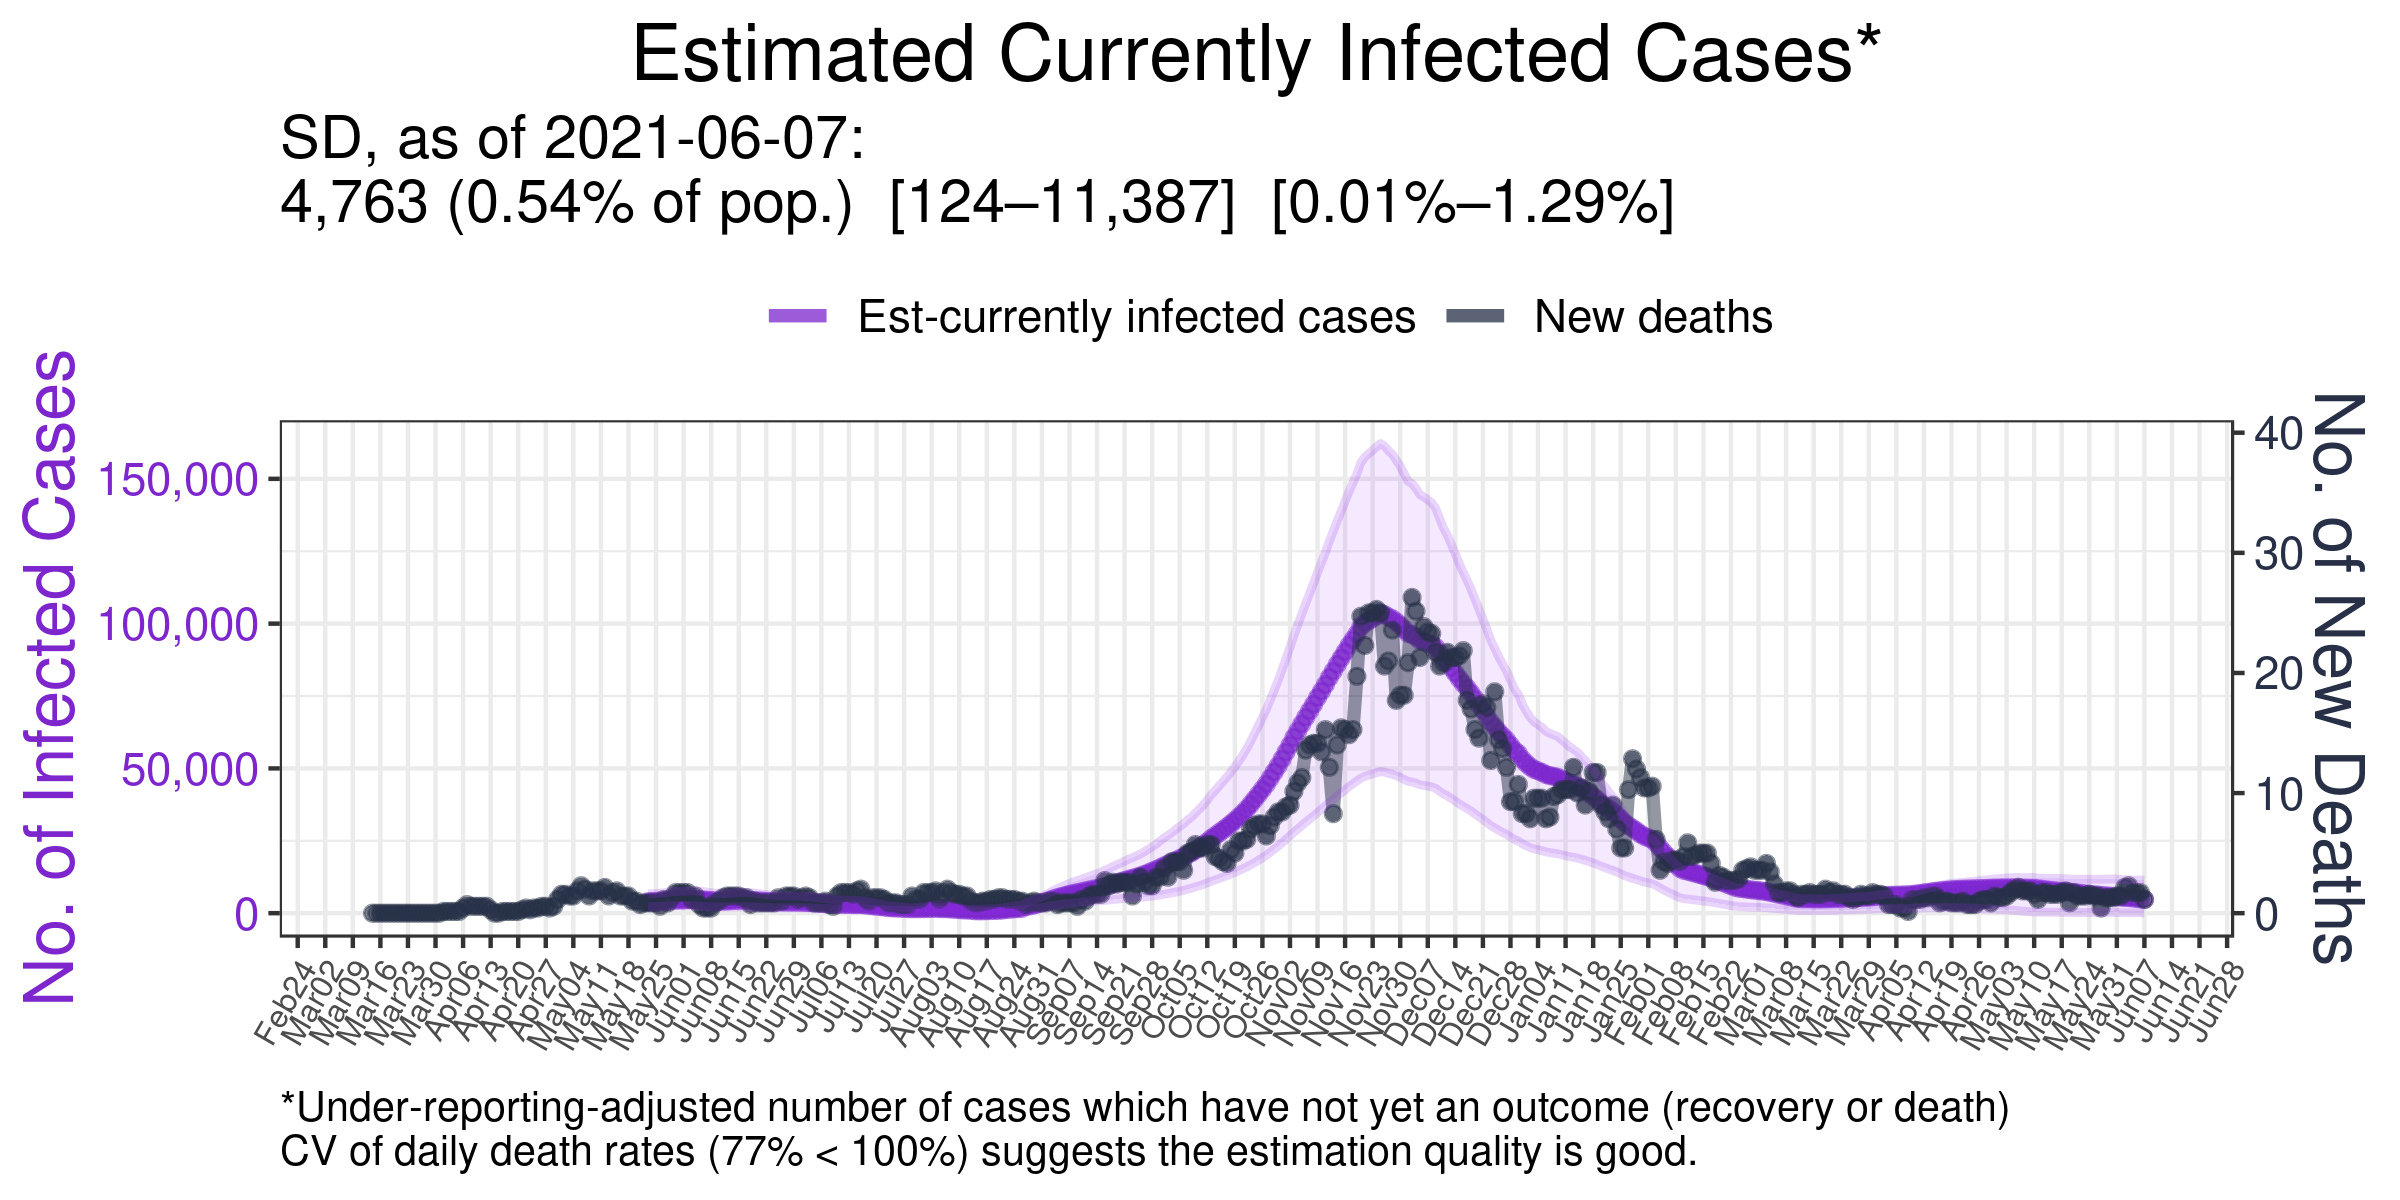 Estimated Currently Infected Cases*
SD, as of 2021-06-07:
4,763 (0.54% of pop.)  [124–11,387]  [0.01%–1.29%]
Est-currently infected cases
New deaths
No. of Infected Cases
150,000
100,000
50,000
0
40
30
20
10
0
No. of New Deaths
Feb24
Mar02
Mar09
Mar16
Mar23
Mar30
Apr06
Apr13
Apr20
Apr27
May04
May11
May18
May25
Jun01
Jun08
Jun15
Jun22
Jun29
Jul06
Jul13
Jul20
Jul27
Aug03
Aug10
Aug17
Aug24
Aug31
Sep07
Sep14
Sep21
Sep28
Oct05
Oct12
Oct19
Oct26
Nov02
Nov09
Nov16
Nov23
Nov30
Dec07
Dec14
Dec21
Dec28
Jan04
Jan11
Jan18
Jan25
Feb01
Feb08
Feb15
Feb22
Mar01
Mar08
Mar15
Mar22
Mar29
Apr05
Apr12
Apr19
Apr26
May03
May10
May17
May24
May31
Jun07
Jun14
Jun21
Jun28
*Under-reporting-adjusted number of cases which have not yet an outcome (recovery or death)
CV of daily death rates (77% < 100%) suggests the estimation quality is good.